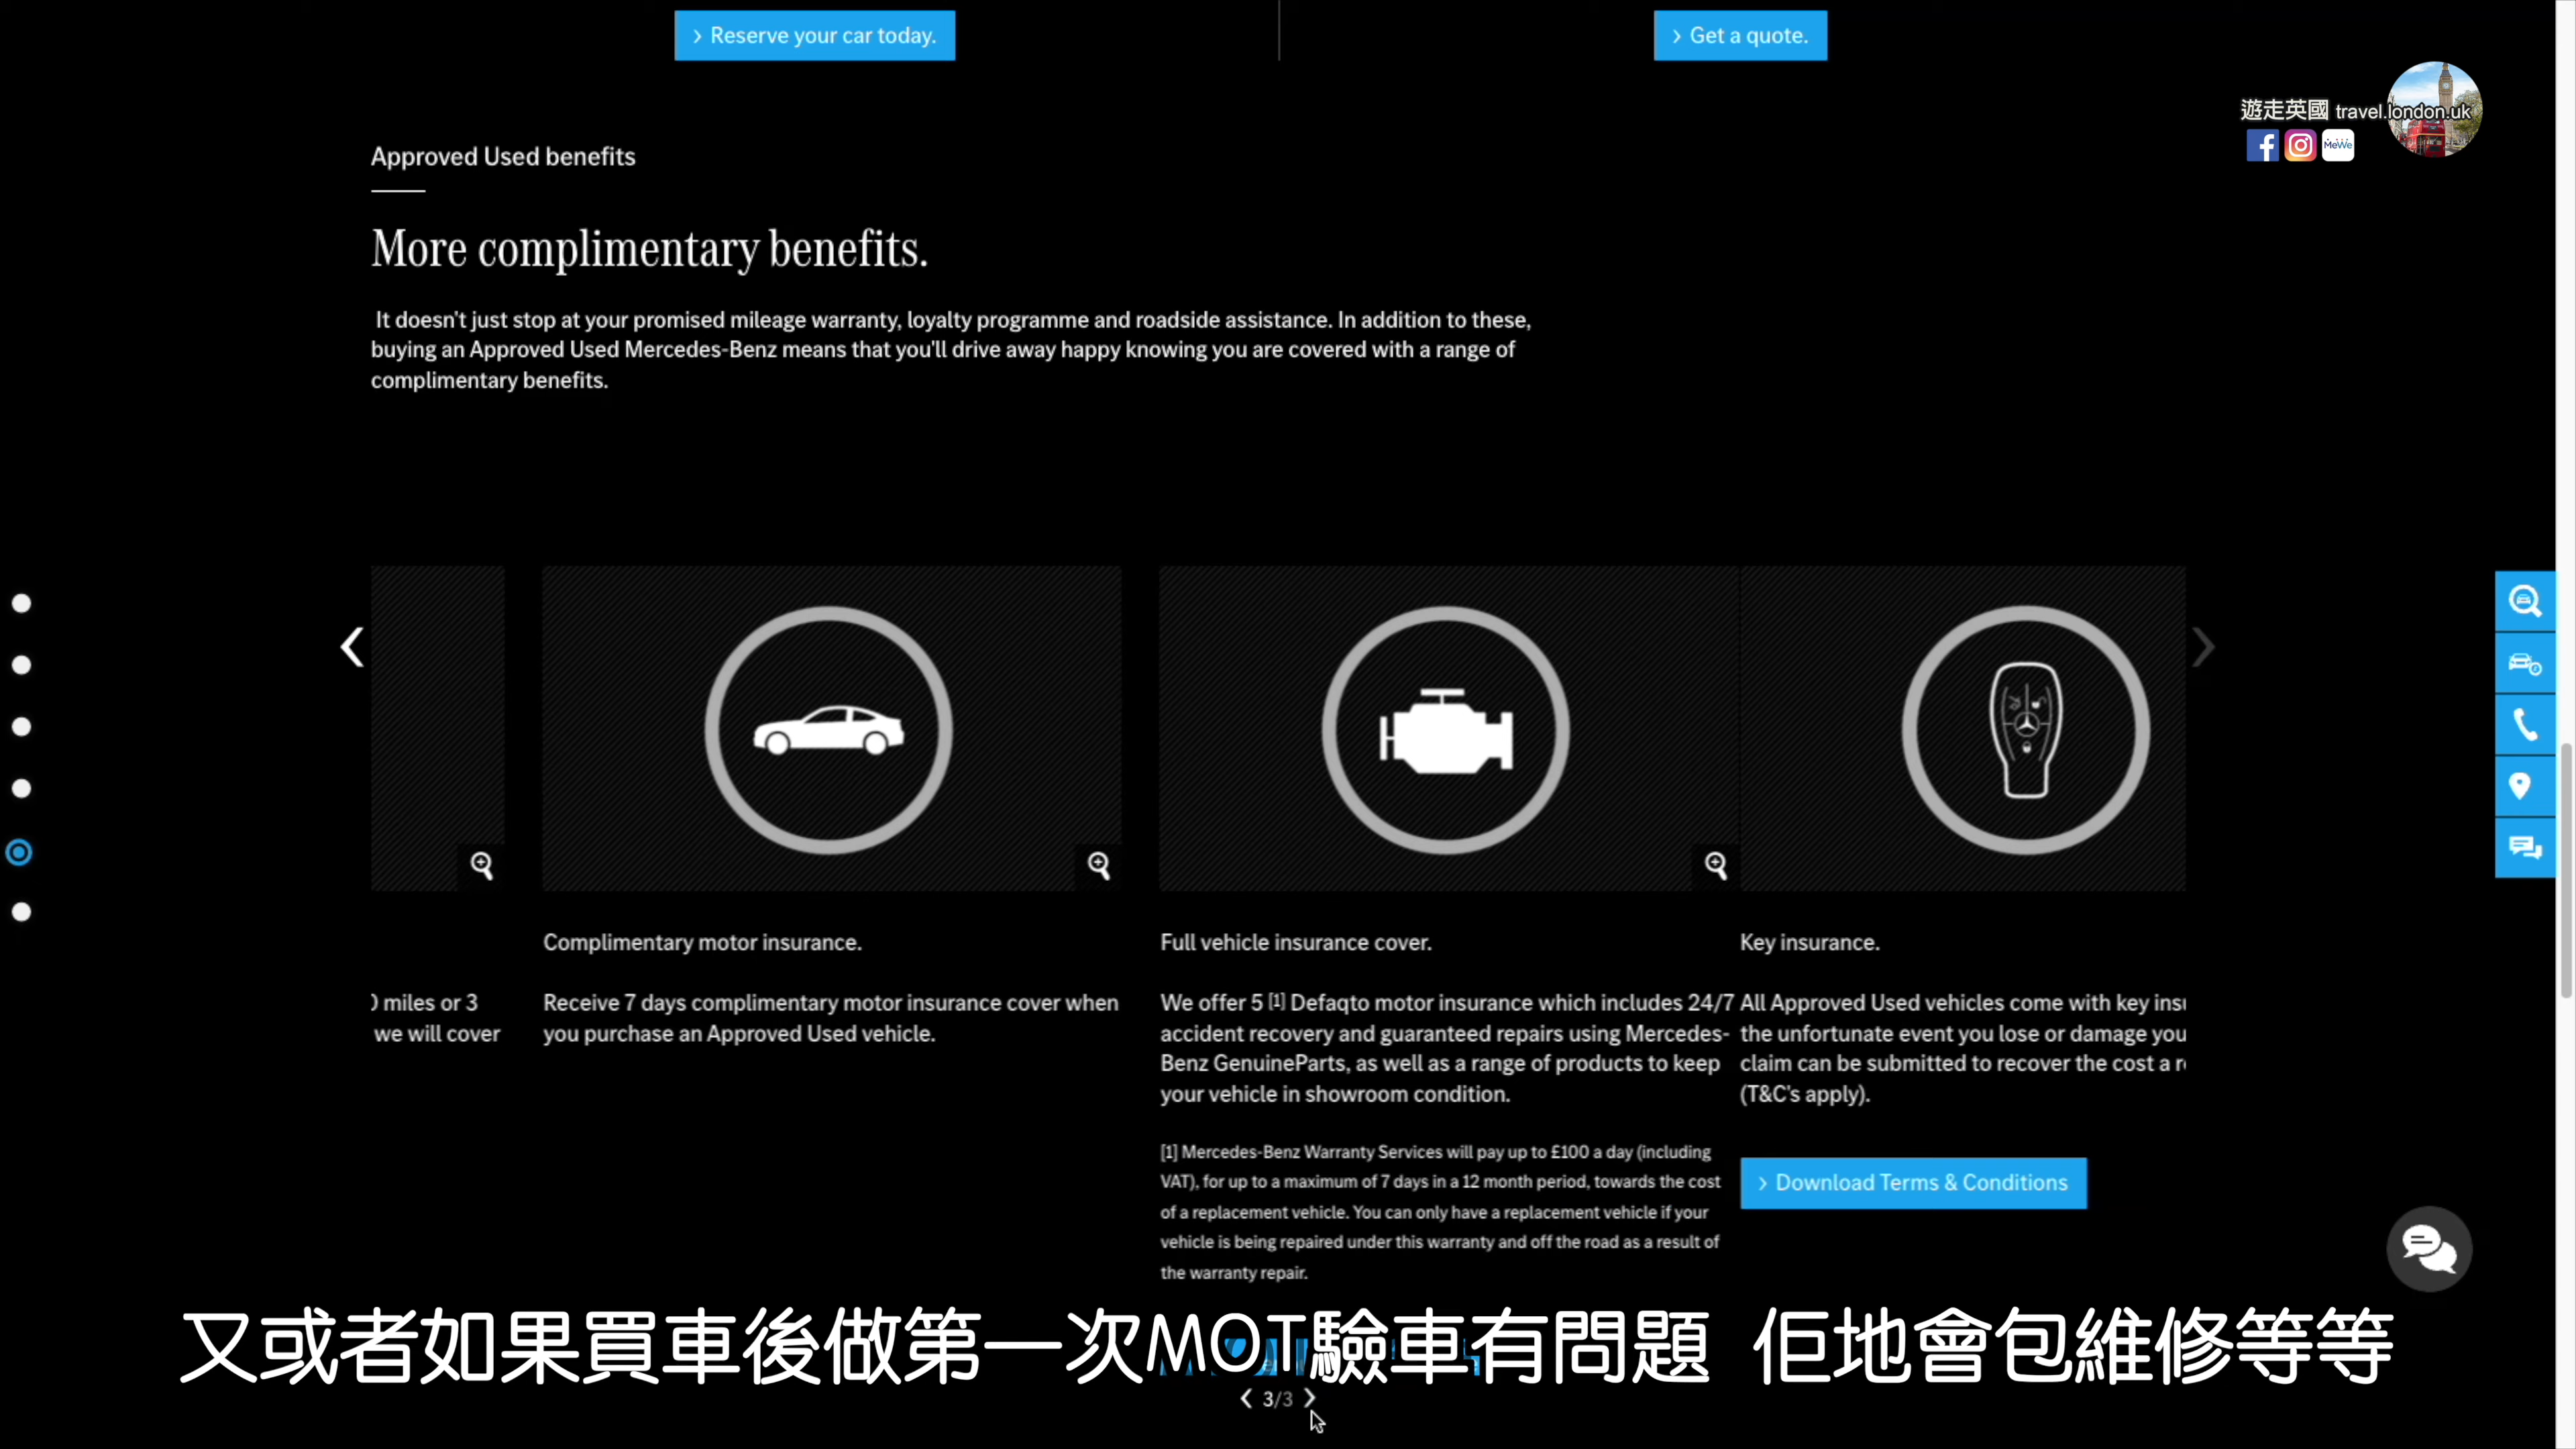 Reserve your car today.
Get a quote.
遊走英國 travel.london.uk
MeWe
Approved Used benefits
More complimentary benefits.
It doesn't just stop at your promised mileage warranty, loyalty programme and roadside assistance. In addition to these,
buying an Approved Used Mercedes-Benz means that you'll drive away happy knowing you are covered with a range of
complimentary benefits.
miles or 3
we will cover
Complimentary motor insurance.
Receive 7 days complimentary motor insurance cover when
you purchase an Approved Used vehicle.
Full vehicle insurance cover.
We offer 5 [1] Defaqto motor insurance which includes 24/7
accident recovery and guaranteed repairs using Mercedes-
Benz GenuineParts, as well as a range of products to keep
your vehicle in showroom condition.
[1] Mercedes-Benz Warranty Services will pay up to £100 a day (including
VAT), for up to a maximum of 7 days in a 12 month period, towards the cost
of a replacement vehicle. You can only have a replacement vehicle if your
vehicle is being repaired under this warranty and off the road as a result of
the warranty repair.
Key insurance.
All Approved Used vehicles come with key
the unfortunate event you lose or damage
claim can be submitted to recover the cost a
(T&C's apply).
Download Terms & Conditions
又或者如果買車後做第一次MOT驗車有問題 佢地會包維修等等
3/3